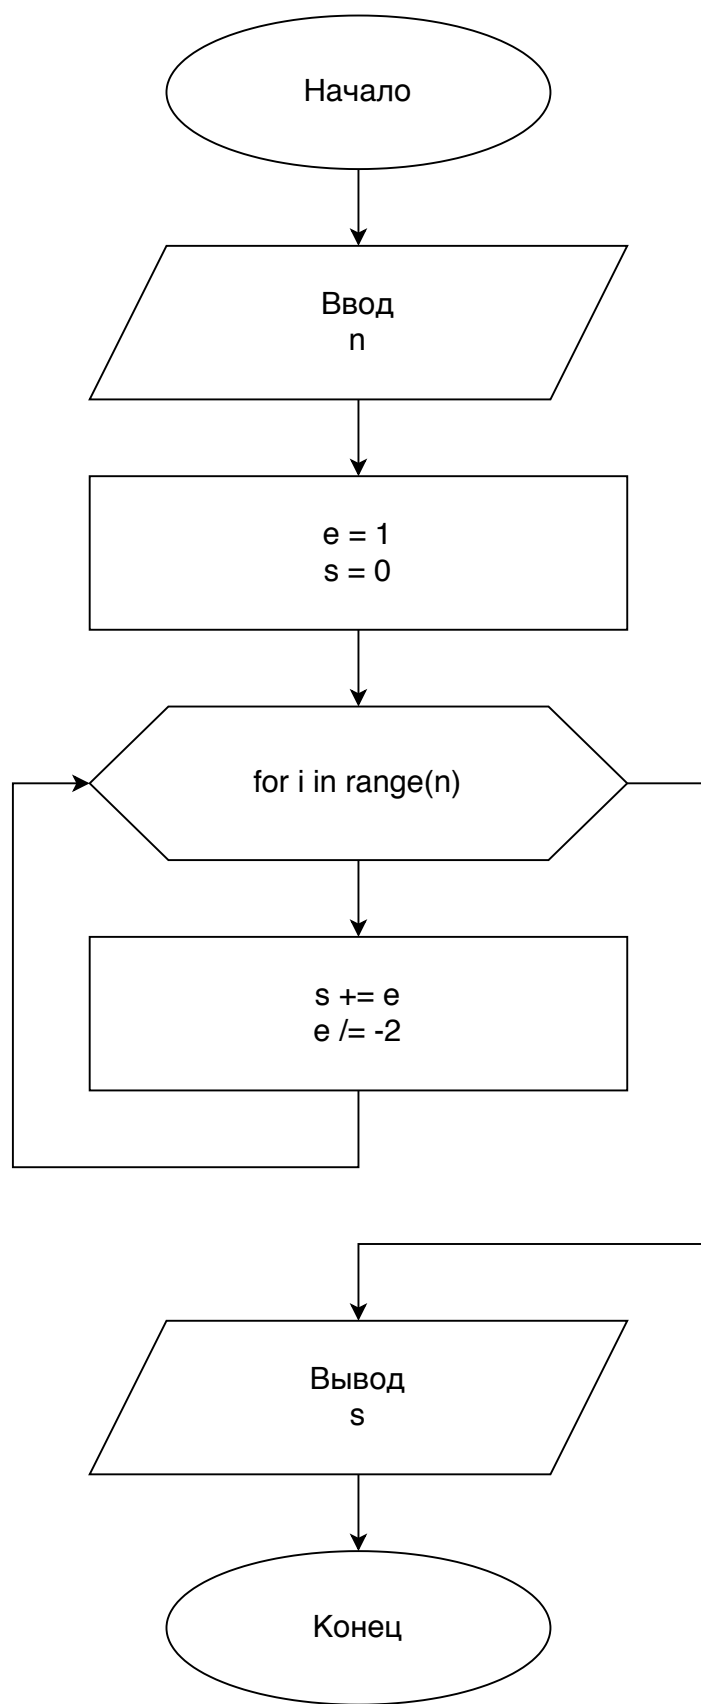 Начало
Ввод
n
e = 1
s = 0
for i in range(n)
s += e
e /= -2
Вывод
s
Конец